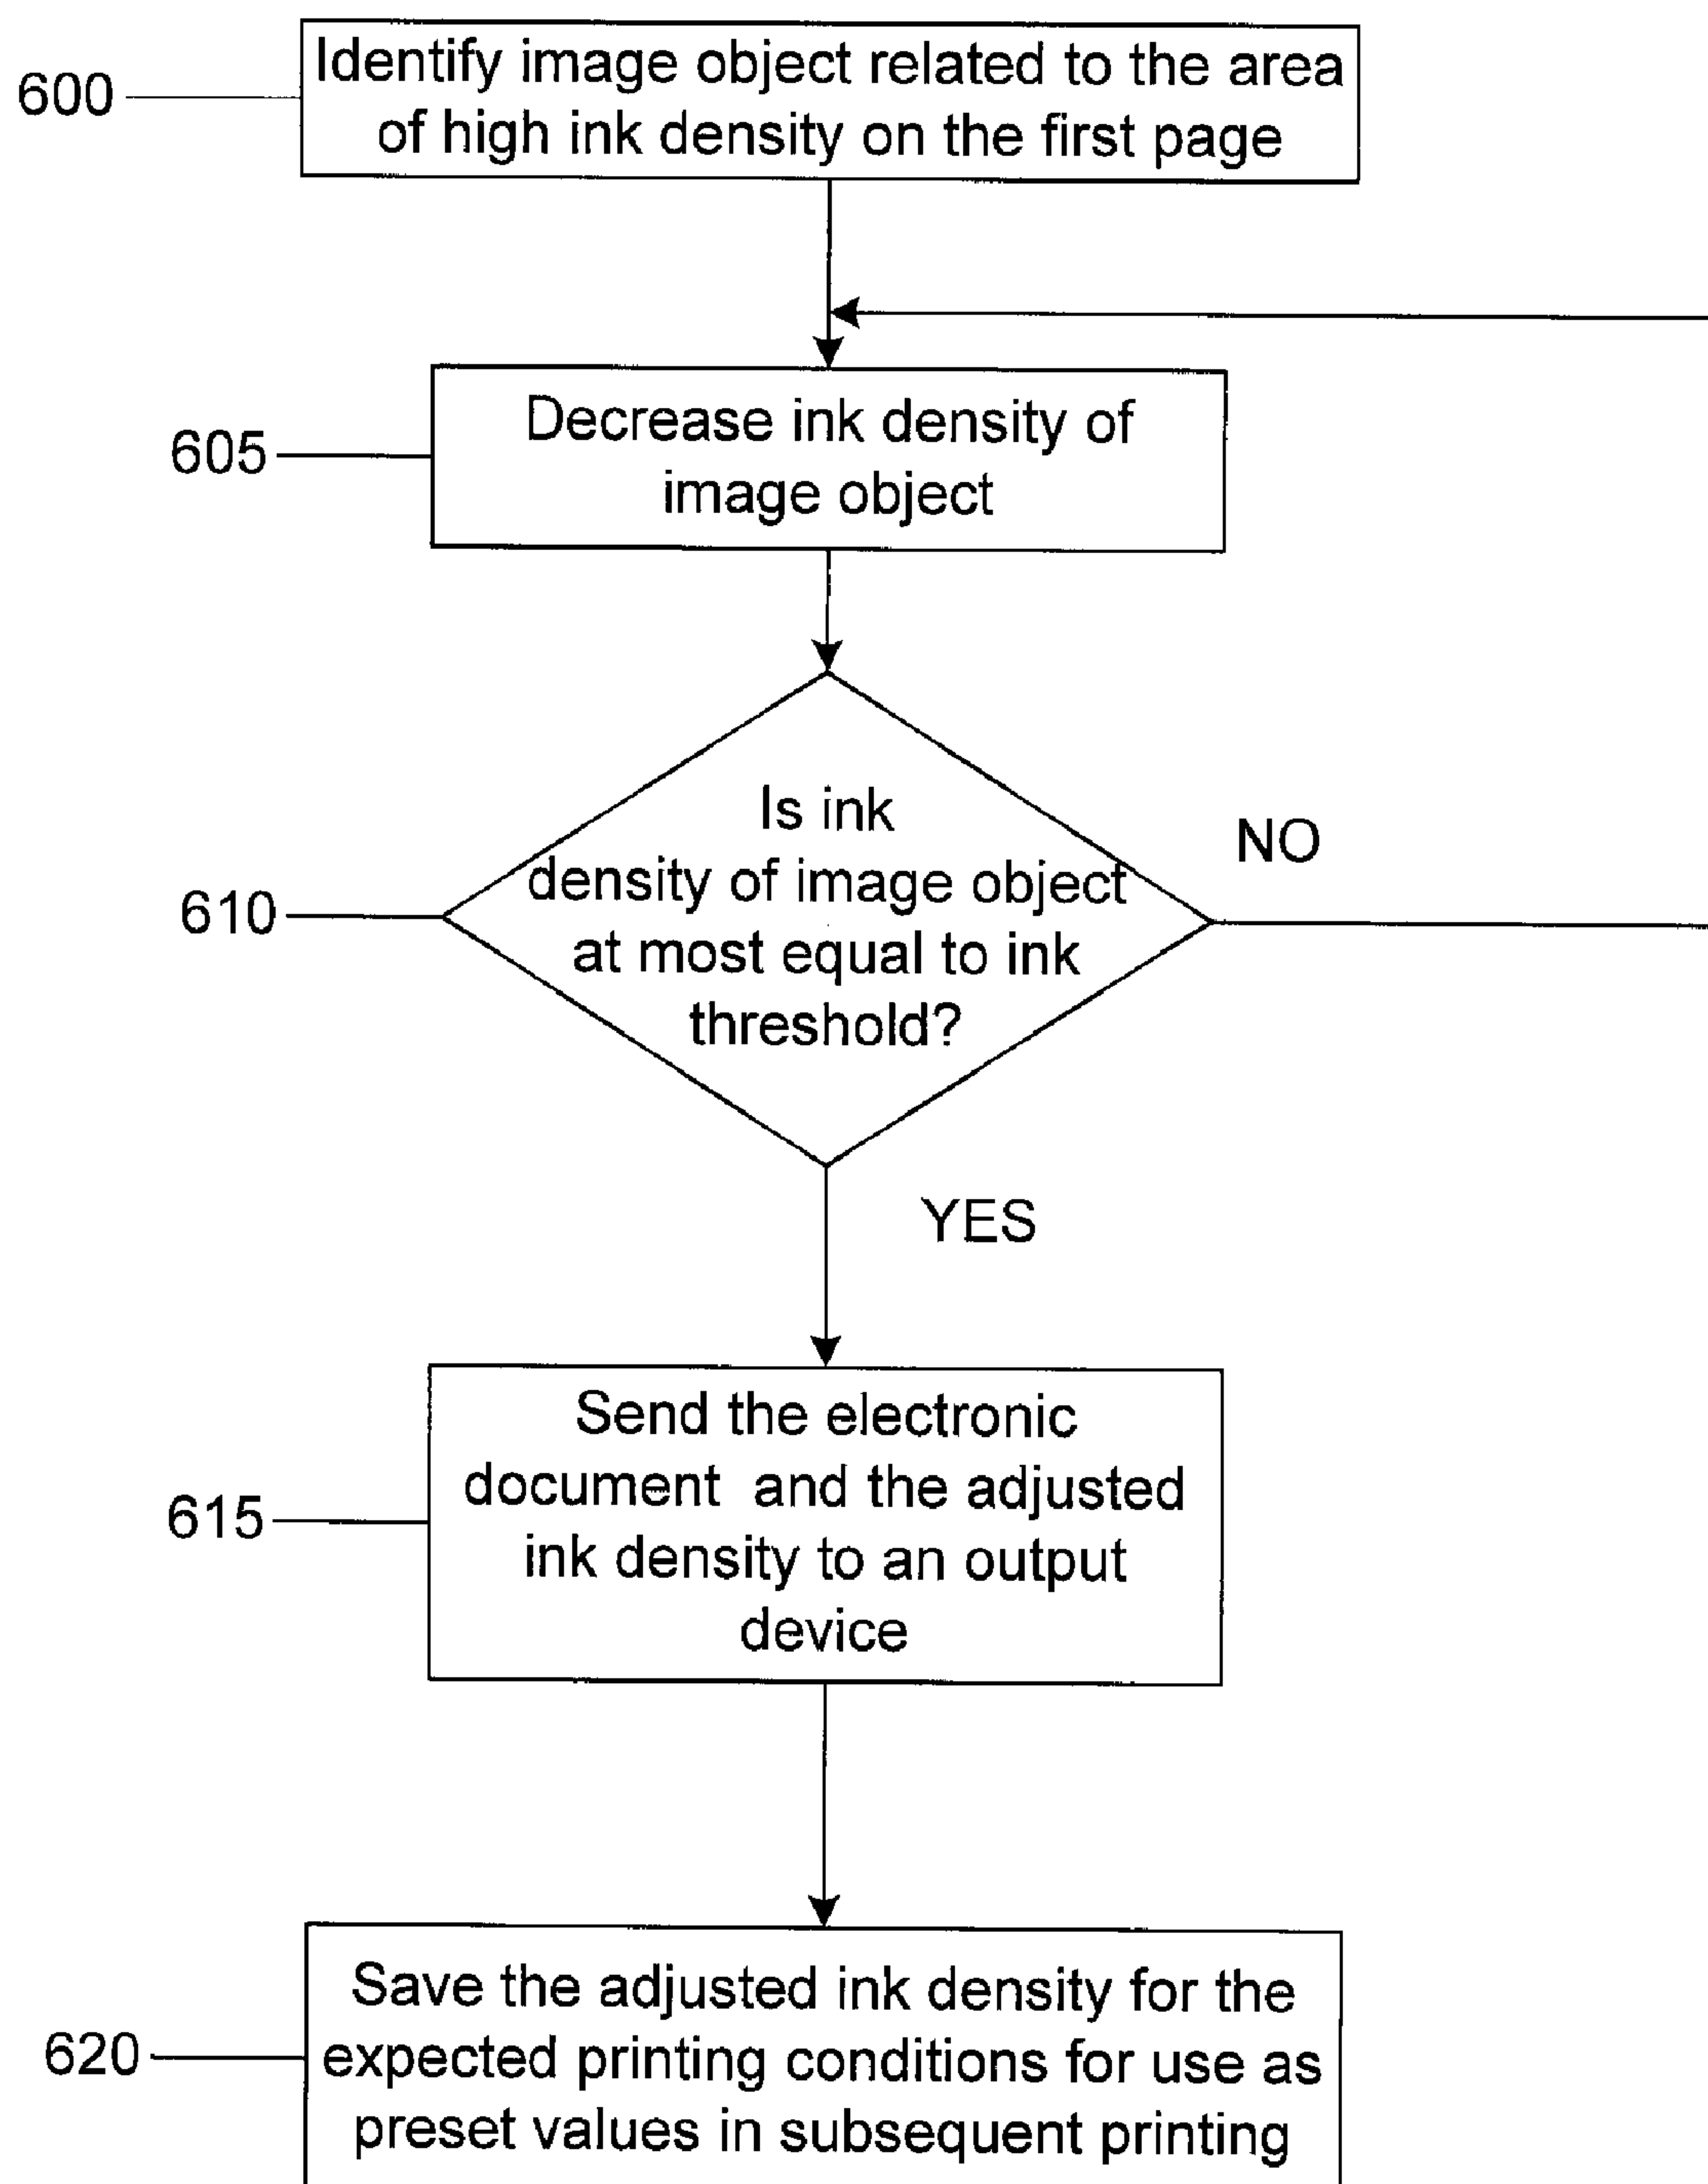 600
Identify image object related to the area
of high ink density on the first page
605
Decrease ink density of
image object
610
Is ink
density of image object
at most equal to ink
threshold?
NO
YES
615
Send the electronic
document and the adjusted
ink density to an output
device
620
Save the adjusted ink density for the
expected printing conditions for use as
preset values in subsequent printing